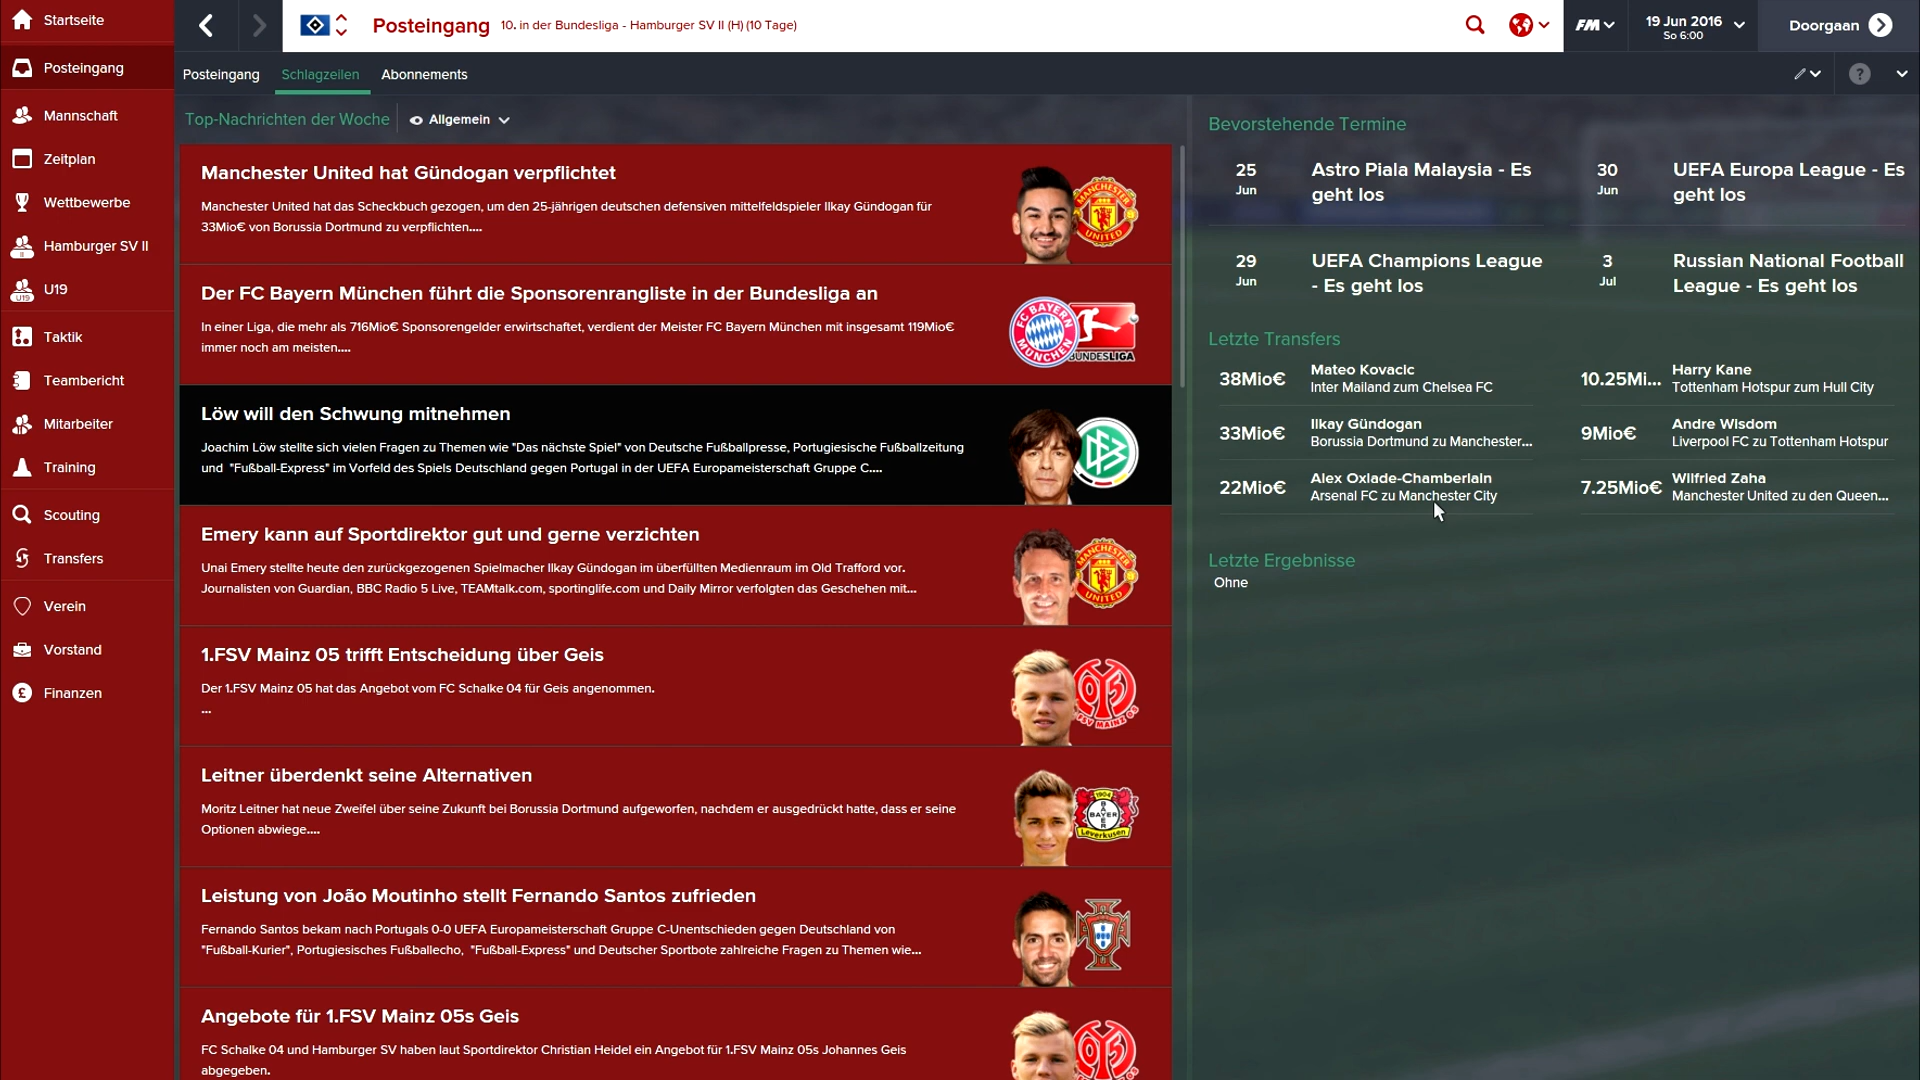 Startseite
Posteingang
Mannschaft
Zeitplan
Wettbewerbe
Hamburger SV II
U19
Taktik
Teambericht
Mitarbeiter
Training
Scouting
Transfers
Verein
Vorstand
Finanzen
Posteingang 10. in der Bundesliga - Hamburger SV II (H) (10 Tage)
FM
19 Jun 2016
So 6:00
Doorgaan
Posteingang Schlagzeilen Abonnements
Top-Nachrichten der Woche Allgemein
Manchester United hat Gündogan verpflichtet
Manchester United hat das Scheckbuch gezogen, um den 25-jährigen deutschen defensiven mittelfeldspieler Ilkay Gündogan für
33Mio€ von Borussia Dortmund zu verpflichten....
MANCHESTER
UNITED
Der FC Bayern München führt die Sponsorenrangliste in der Bundesliga an
In einer Liga, die mehr als 716Mio€ Sponsorengelder erwirtschaftet, verdient der Meister FC Bayern München mit insgesamt 119Mio€
immer noch am meisten....
FC BAYERN
MÜNCHEN
BUNDESLIGA
Löw will den Schwung mitnehmen
Joachim Löw stellte sich vielen Fragen zu Themen wie "Das nächste Spiel" von Deutsche Fußballpresse, Portugiesische Fußballzeitung
und "Fußball-Express" im Vorfeld des Spiels Deutschland gegen Portugal in der UEFA Europameisterschaft Gruppe C....
Emery kann auf Sportdirektor gut und gerne verzichten
Unai Emery stellte heute den zurückgezogenen Spielmacher Ilkay Gündogan im überfüllten Medienraum im Old Trafford vor.
Journalisten von Guardian, BBC Radio 5 Live, TEAMtalk.com, sportinglife.com und Daily Mirror verfolgten das Geschehen mit...
MANCHESTER
UNITED
1.FSV Mainz 05 trifft Entscheidung über Geis
Der 1.FSV Mainz 05 hat das Angebot vom FC Schalke 04 für Geis angenommen.
...
FSV MAINZ 05
Leitner überdenkt seine Alternativen
Moritz Leitner hat neue Zweifel über seine Zukunft bei Borussia Dortmund aufgeworfen, nachdem er ausgedrückt hatte, dass er seine
Optionen abwiege....
1904
BAYER
Leverkusen
Leistung von João Moutinho stellt Fernando Santos zufrieden
Fernando Santos bekam nach Portugals 0-0 UEFA Europameisterschaft Gruppe C-Unentschieden gegen Deutschland von
"Fußball-Kurier", Portugiesisches Fußballecho, "Fußball-Express" und Deutscher Sportbote zahlreiche Fragen zu Themen wie...
Angebote für 1.FSV Mainz 05s Geis
FC Schalke 04 und Hamburger SV haben laut Sportdirektor Christian Heidel ein Angebot für 1.FSV Mainz 05s Johannes Geis
abgegeben.
Bevorstehende Termine
25
Jun
Astro Piala Malaysia - Es
geht los
30
Jun
UEFA Europa League - Es
geht los
29
Jun
UEFA Champions League
- Es geht los
3
Jul
Russian National Football
League - Es geht los
Letzte Transfers
38Mio€
Mateo Kovacic
Inter Mailand zum Chelsea FC
10.25Mi...
Harry Kane
Tottenham Hotspur zum Hull City
33Mio€
Ilkay Gündogan
Borussia Dortmund zu Manchester...
9Mio€
Andre Wisdom
Liverpool FC zu Tottenham Hotspur
22Mio€
Alex Oxlade-Chamberlain
Arsenal FC zu Manchester City
7.25Mio€
Wilfried Zaha
Manchester United zu den Queen...
Letzte Ergebnisse
Ohne